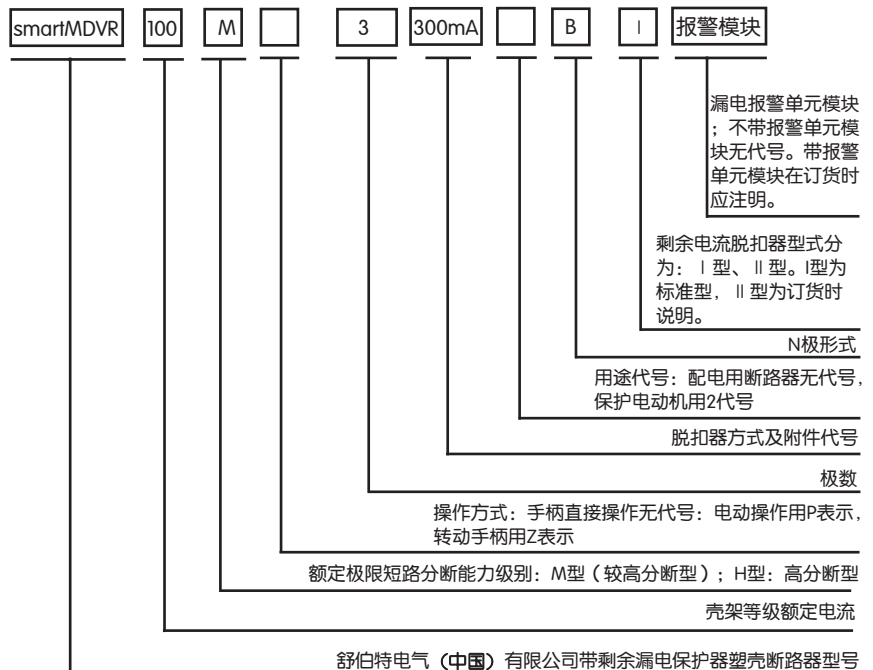 smartMDVR 100 M 3 300mA B I 报警模块
漏电报警单元模块
；不带报警单元模
块无代号。带报警
单元模块在订货时
应注明。
剩余电流脱扣器型式分
为：Ⅰ型、Ⅱ型。I型为
标准型，Ⅱ型为订货时
说明。
N极形式
用途代号：配电用断路器无代号，
保护电动机用2代号
脱扣器方式及附件代号
极数
操作方式：手柄直接操作无代号：电动操作用P表示，
转动手柄用Z表示
额定极限短路分断能力级别：M型（较高分断型）；H型：高分断型
壳架等级额定电流
舒伯特电气（中国）有限公司带剩余漏电保护器塑壳断路器型号